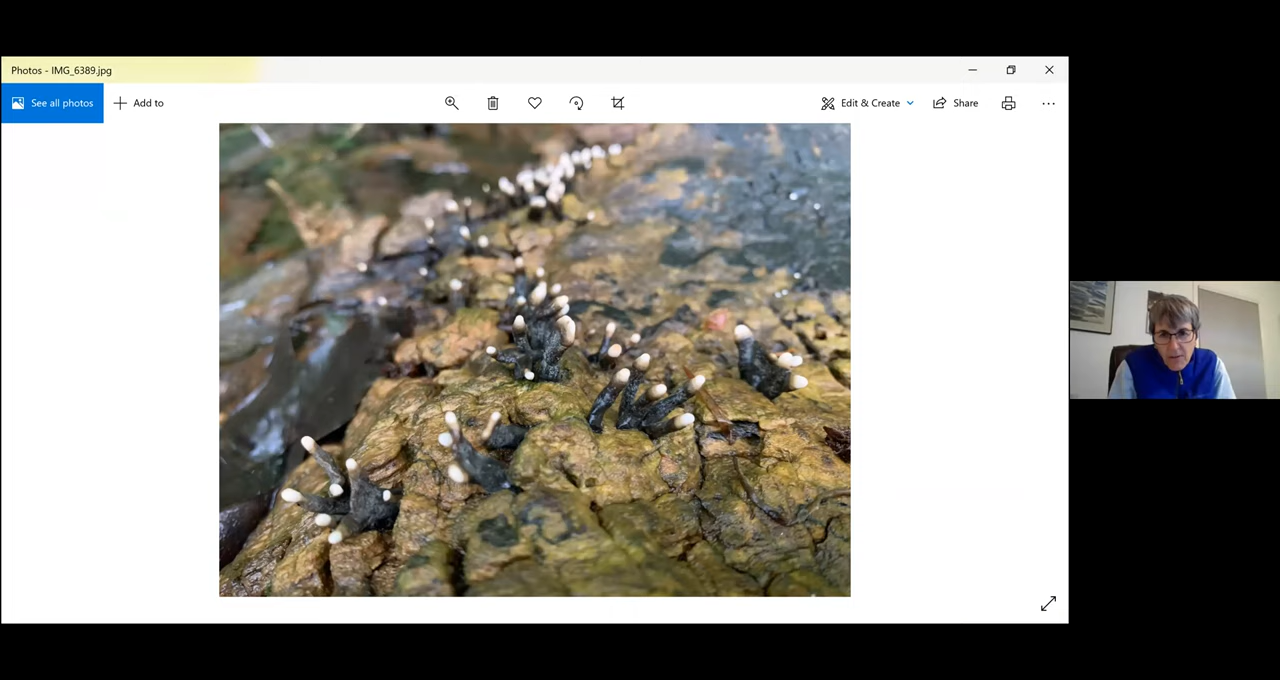 Photos - IMG_6389.jpg
See all photos
Add to
Edit & Create
Share